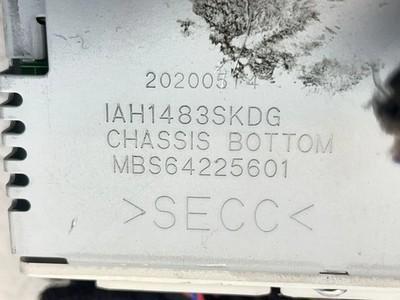 20200514
IAH1483SKDG
CHASSIS BOTTOM
MBS64225601
>SECC<